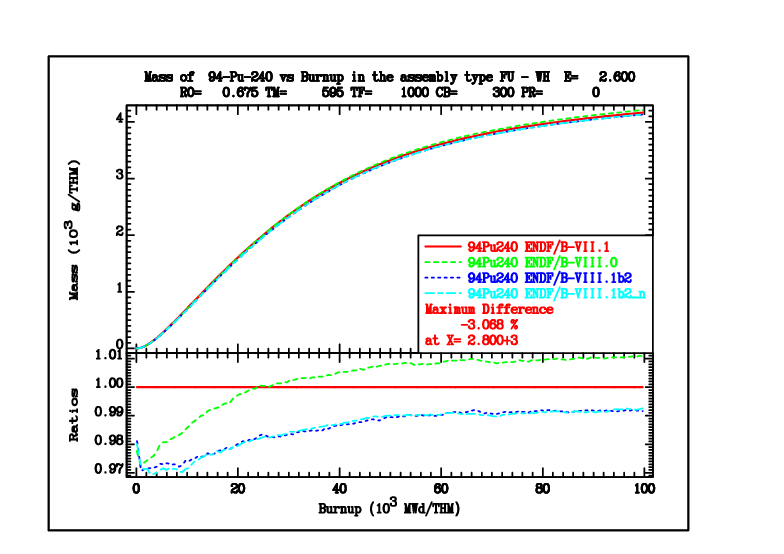 Mass of 94-Pu-240 vs Burnup in the assembly type FU - WH E= 2.600
RO= 0.675 TM= 595 TF= 1000 CB= 300 PR= 0
Mass (10³ g/THM)
4
3
2
1
0
94Pu240 ENDF/B-VII.1
94Pu240 ENDF/B-VIII.0
94Pu240 ENDF/B-VIII.1b2
94Pu240 ENDF/B-VIII.1b2_n
Maximum Difference
-3.068 %
at X= 2.800+3
Ratios
1.01
1.00
0.99
0.98
0.97
0 20 40 60 80 100
Burnup (10³ MWd/THM)